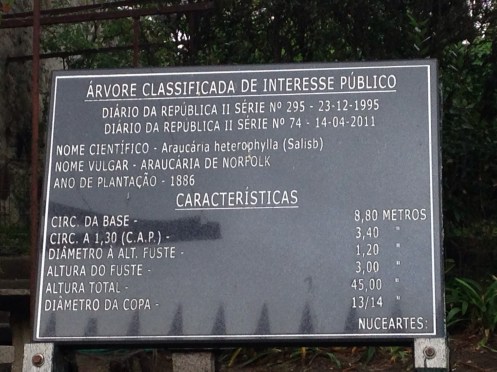 ÁRVORE CLASSIFICADA DE INTERESSE PÚBLICO
DIÁRIO DA REPÚBLICA II SÉRIE Nº 295 - 23-12-1995
DIÁRIO DA REPUBLICA II SÉRIE Nº 74 - 14-04-2011
NOME CIENTÍFICO - Araucária heterophylla (Salisb)
NOME VULGAR - ARAUCÁRIA DE NORFOLK
ANO DE PLANTAÇÃO - 1886
CARACTERÍSTICAS
CIRC. DA BASE - 8,80 METROS
CIRC. A 1,30 (C.A.P.) - 3,40 "
DIÂMETRO À ALT. FUSTE - 1,20 "
ALTURA DO FUSTE - 3,00 "
ALTURA TOTAL - 45,00 "
DIÂMETRO DA COPA - 13/14 "
NUCEARTES: